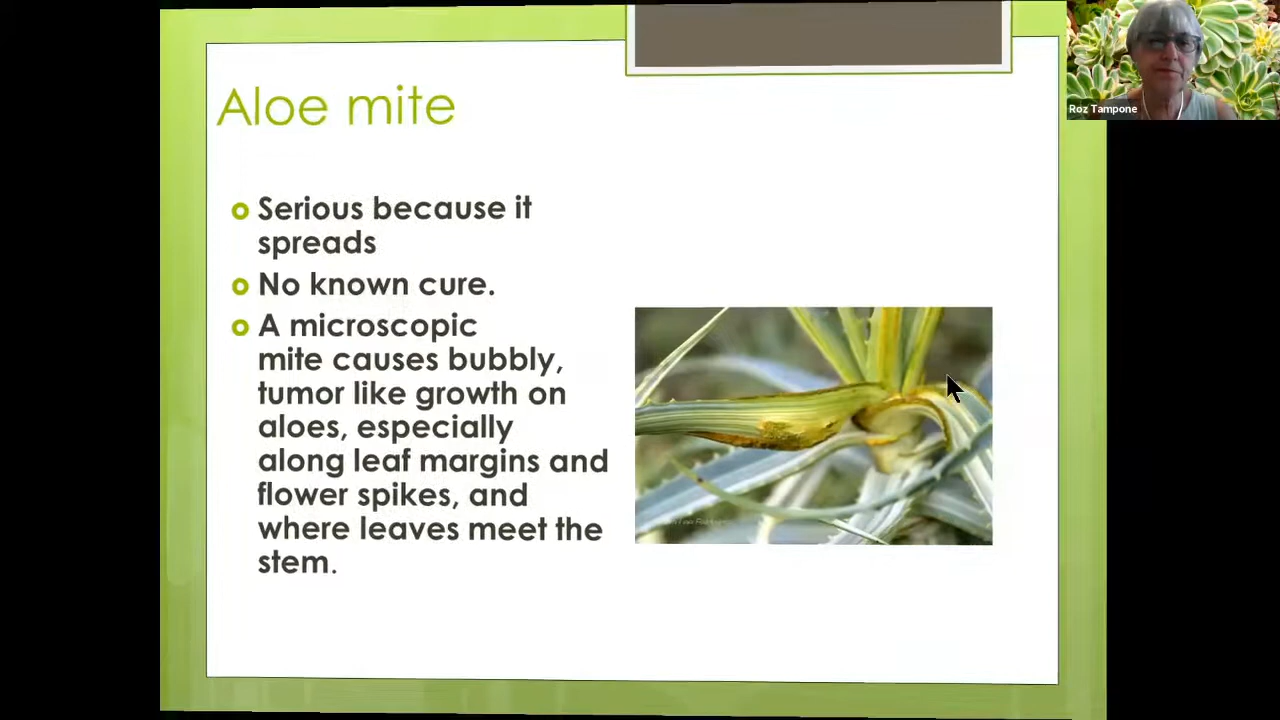 Aloe mite
Roz Tampone
Serious because it
spreads
No known cure.
A microscopic
mite causes bubbly,
tumor like growth on
aloes, especially
along leaf margins and
flower spikes, and
where leaves meet the
stem.